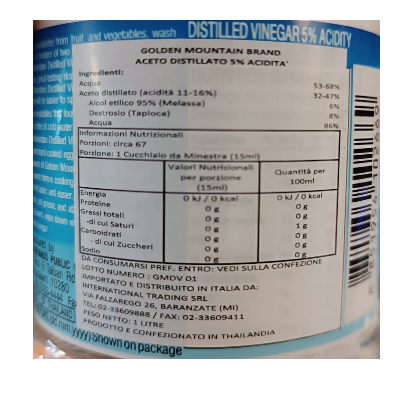 fruit and vegetables, wash DISTILLED VINEGAR 5% ACIDITY
GOLDEN MOUNTAIN BRAND
ACETO DISTILLATO 5% ACIDITA'
Ingredienti:
Acqua 53-68%
Aceto distillato (acidità 11-16%) 32-47%
Alcol etilico 95% (Melassa) 6%
Destrosio (Tapioca) 8%
Acqua 86%
Informazioni Nutrizionali
Porzioni: circa 67
Porzione: 1 Cucchiaio da Minestra (15ml)
Valori Nutrizionali per porzione (15ml) Quantità per 100ml
Energia 0 kJ / 0 kcal 0 kJ / 0 kcal
Proteine 0 g 0 g
Grassi totali 0 g 0 g
-di cui Saturi 0 g 1 g
Carboidrati 0 g 0 g
- di cui Zuccheri 0 g 0 g
Sodio 0 g 0 g
DA CONSUMARSI PREF. ENTRO: VEDI SULLA CONFEZIONE
LOTTO NUMERO : GMDV 01
IMPORTATO E DISTRIBUITO IN ITALIA DA:
INTERNATIONAL TRADING SRL
VIA FALZAREGO 26, BARANZATE (MI)
TEL: 02-33609888 / FAX: 02-33609411
PESO NETTO: 1 LITRE
PRODOTTO E CONFEZIONATO IN THAILANDIA
Shown on package